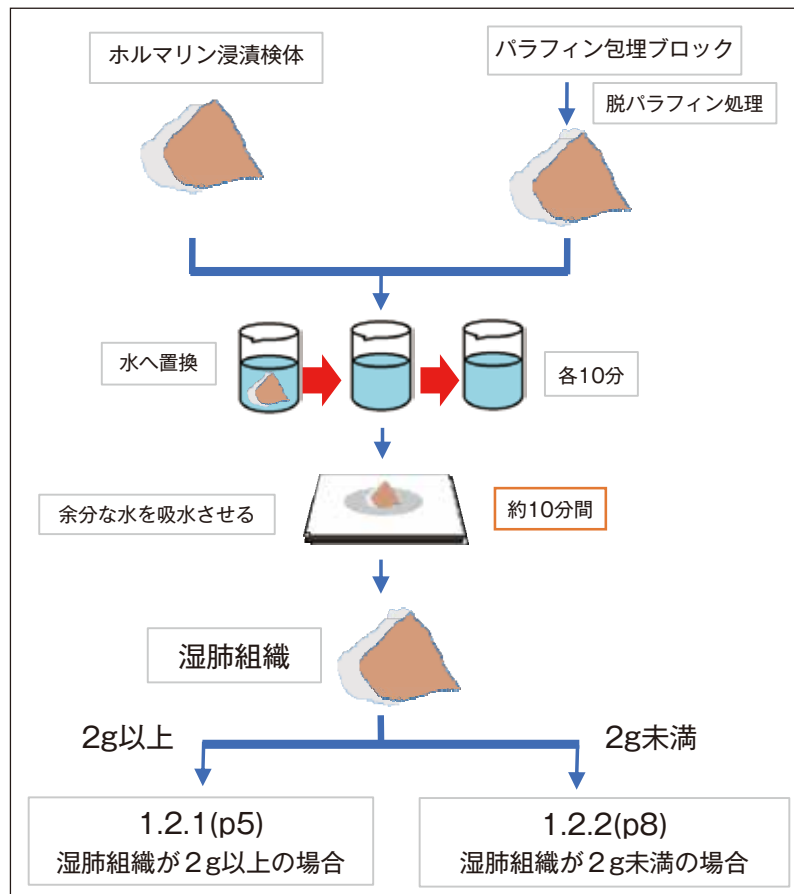 ホルマリン浸漬検体
パラフィン包埋ブロック
脱パラフィン処理
水へ置換
各10分
余分な水を吸水させる
約10分間
湿肺組織
2g以上
2g未満
1.2.1(p5)
湿肺組織が２g以上の場合
1.2.2(p8)
湿肺組織が２g未満の場合